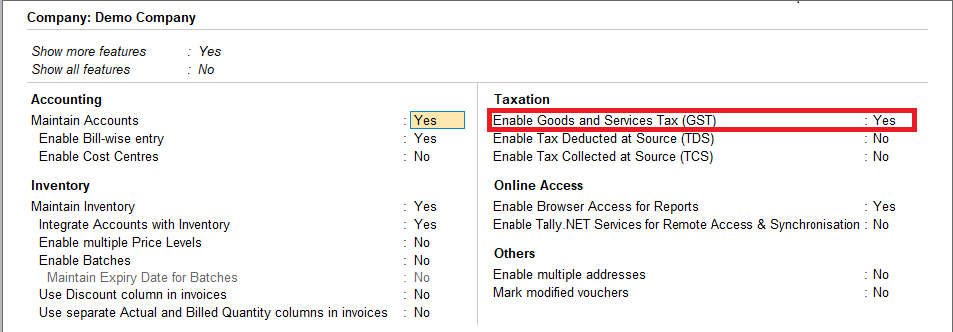 Company: Demo Company
Show more features : Yes
Show all features : No
Accounting
Maintain Accounts : Yes
Enable Bill-wise entry : Yes
Enable Cost Centres : No
Inventory
Maintain Inventory : Yes
Integrate Accounts with Inventory : Yes
Enable multiple Price Levels : No
Enable Batches : No
Maintain Expiry Date for Batches : No
Use Discount column in invoices : No
Use separate Actual and Billed Quantity columns in invoices : No
Taxation
Enable Goods and Services Tax (GST) : Yes
Enable Tax Deducted at Source (TDS) : No
Enable Tax Collected at Source (TCS) : No
Online Access
Enable Browser Access for Reports : Yes
Enable Tally.NET Services for Remote Access & Synchronisation : No
Others
Enable multiple addresses : No
Mark modified vouchers : No